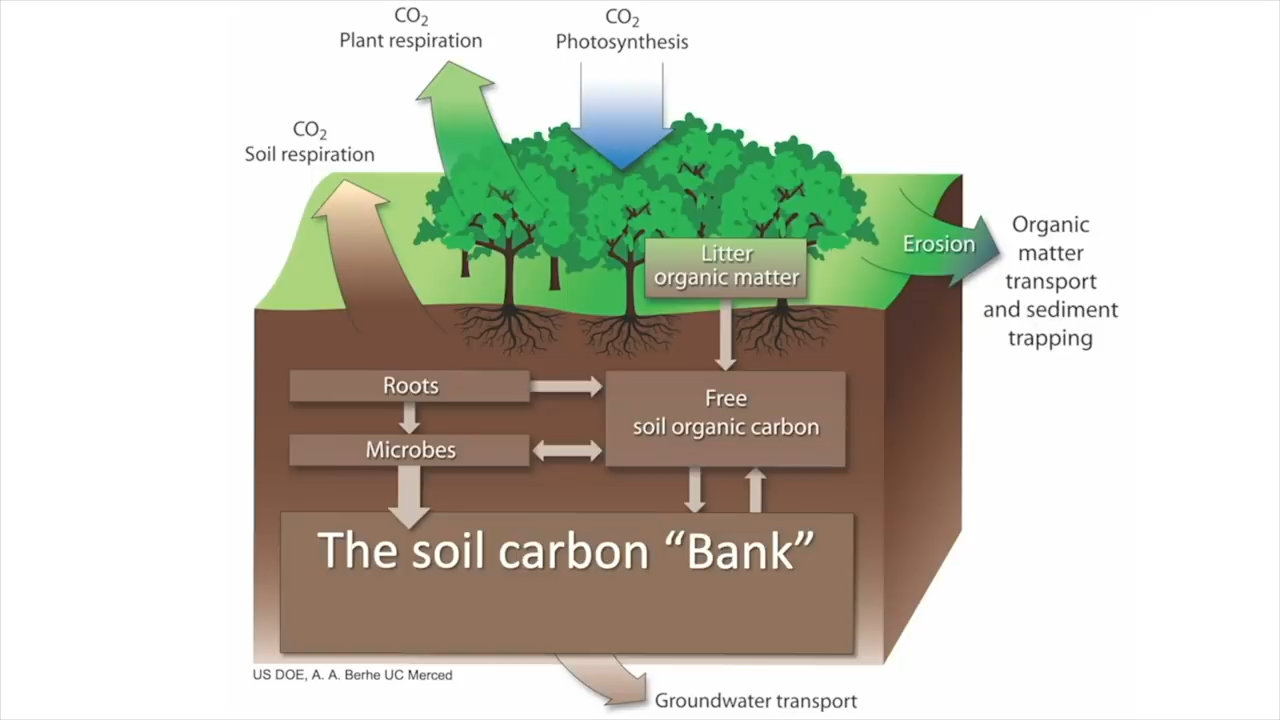 CO₂
Plant respiration
CO₂
Photosynthesis
CO₂
Soil respiration
Litter
organic matter
Erosion
Organic
matter
transport
and sediment
trapping
Roots
Free
soil organic carbon
Microbes
The soil carbon “Bank”
US DOE, A. A. Berhe UC Merced
Groundwater transport